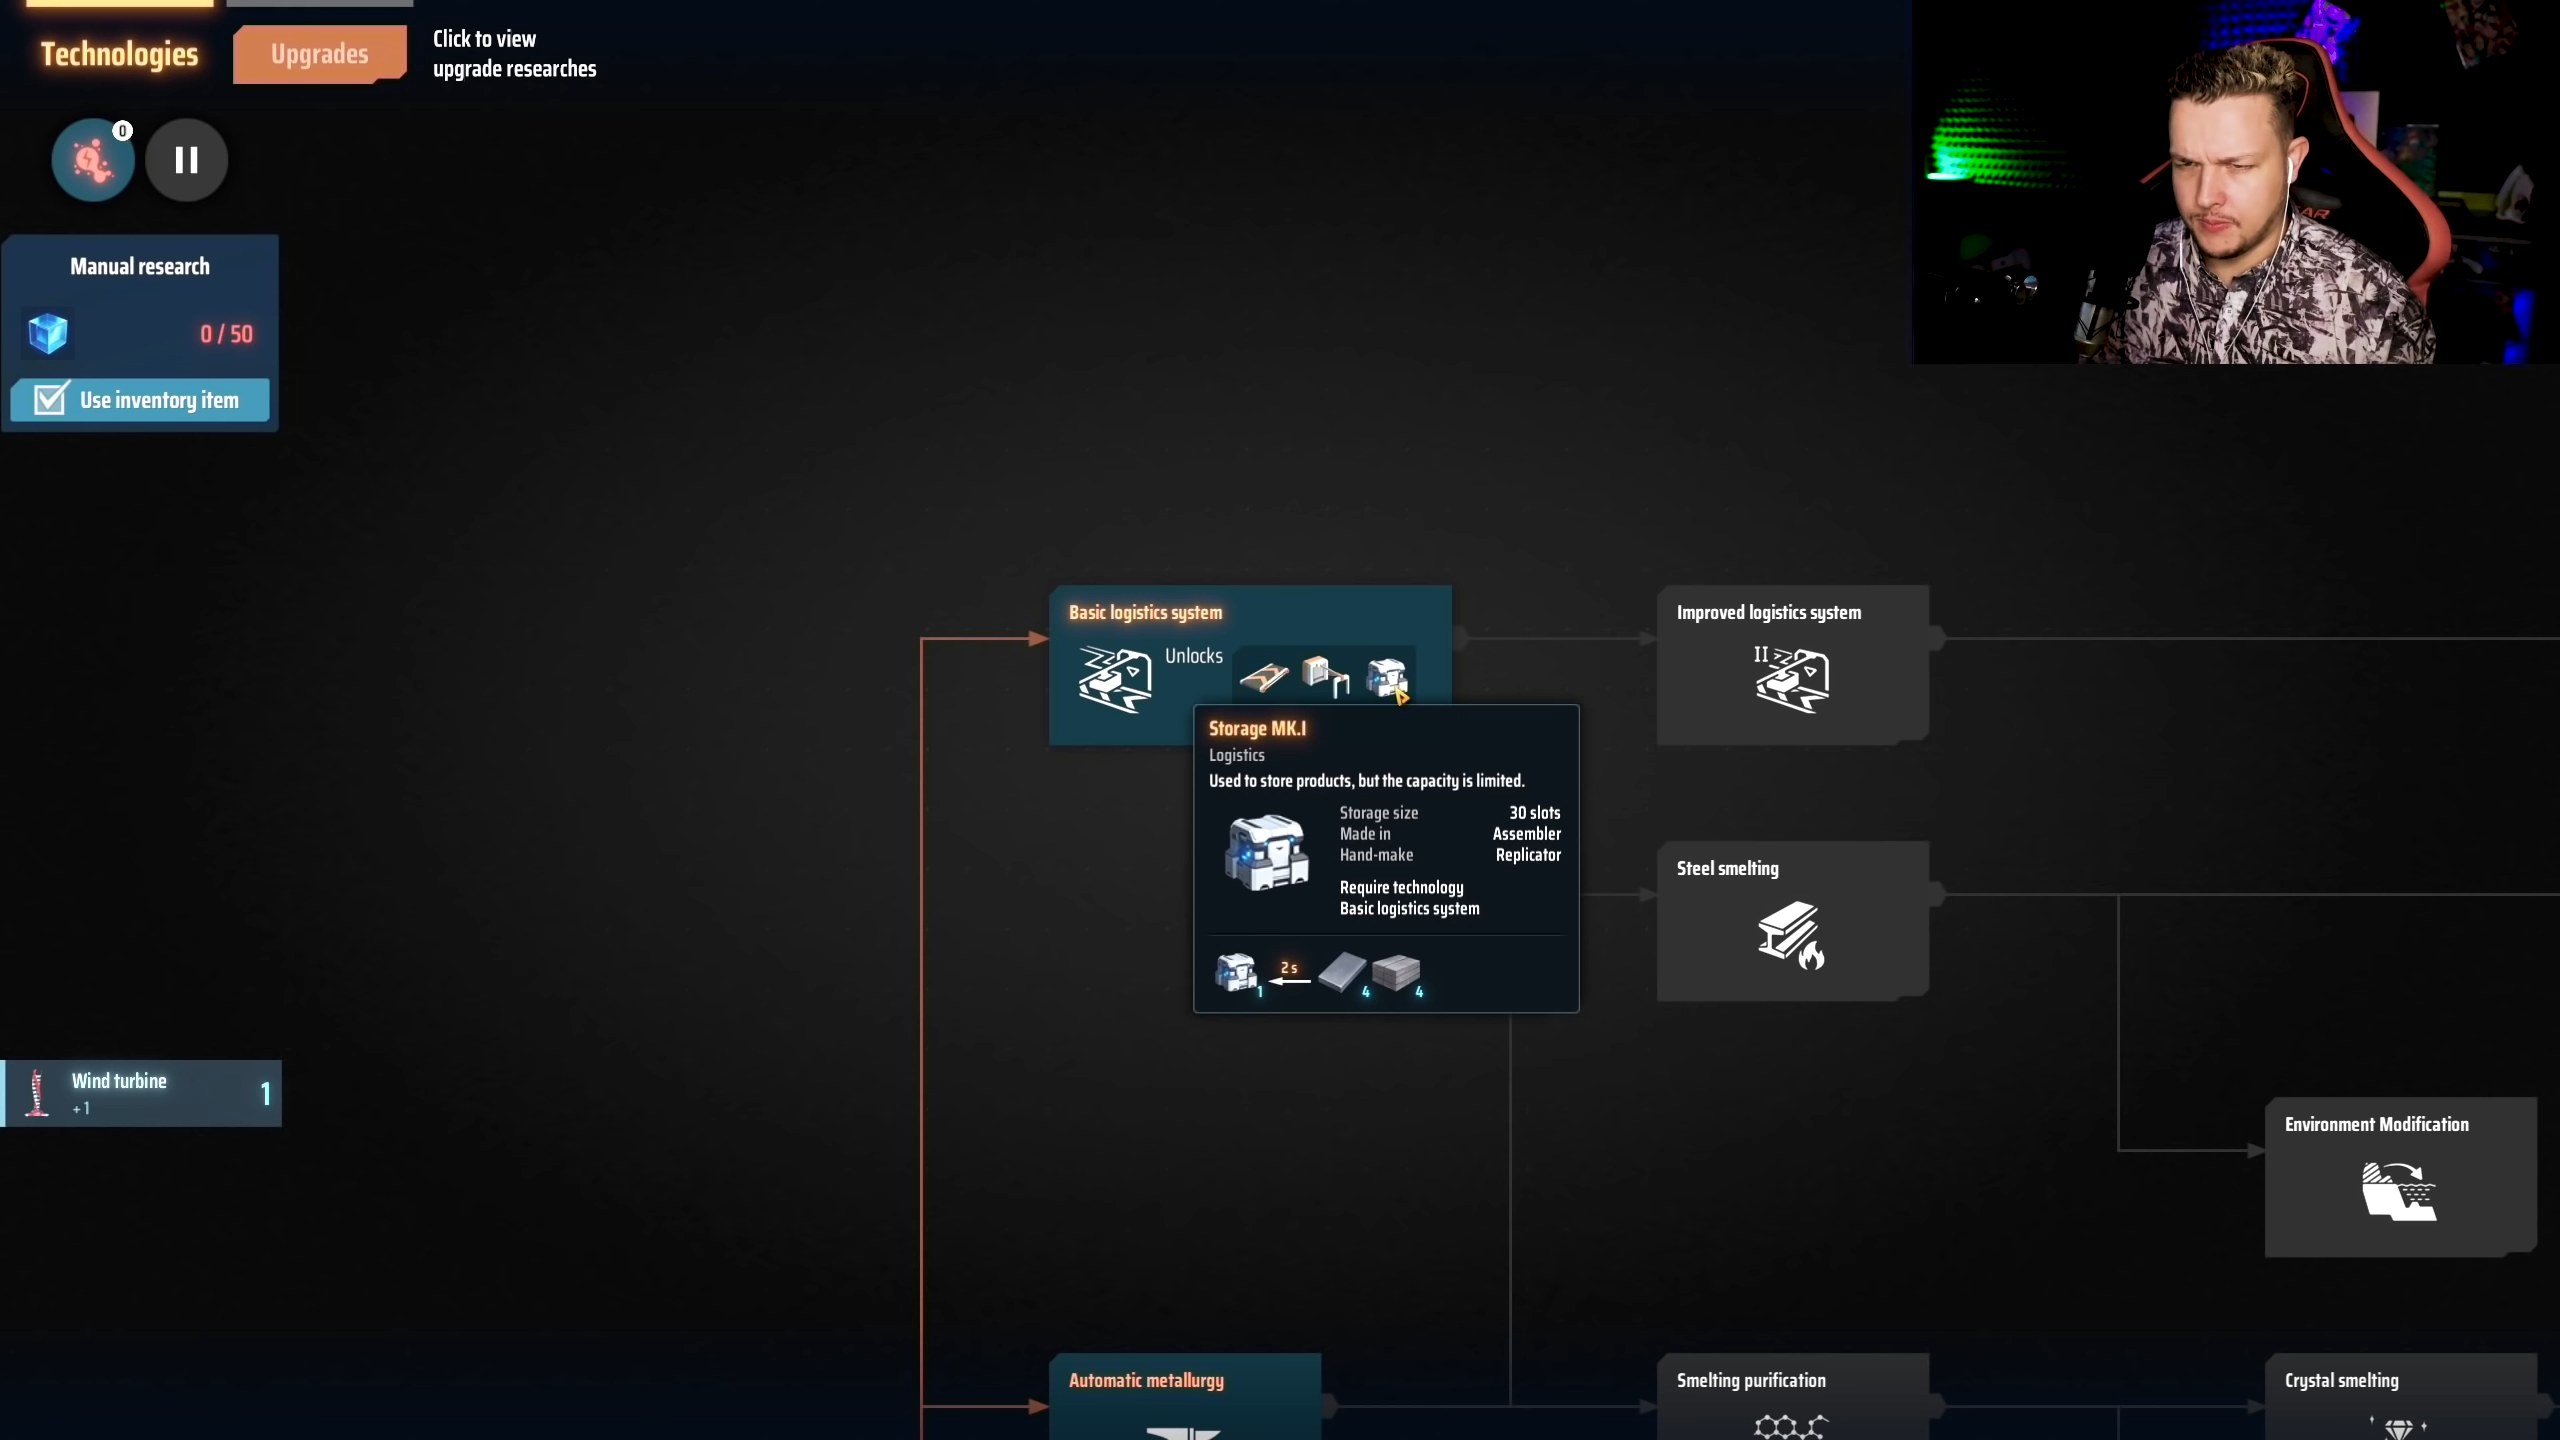 Technologies
Upgrades
Click to view
upgrade researches
0
Manual research
0 / 50
Use inventory item
Basic logistics system
Unlocks
Improved logistics system
II
Storage MK.I
Logistics
Used to store products, but the capacity is limited.
Storage size 30 slots
Made in Assembler
Hand-make Replicator
Require technology
Basic logistics system
2 s
1 4 4
Steel smelting
Wind turbine 1
+ 1
Environment Modification
Automatic metallurgy
Smelting purification
Crystal smelting